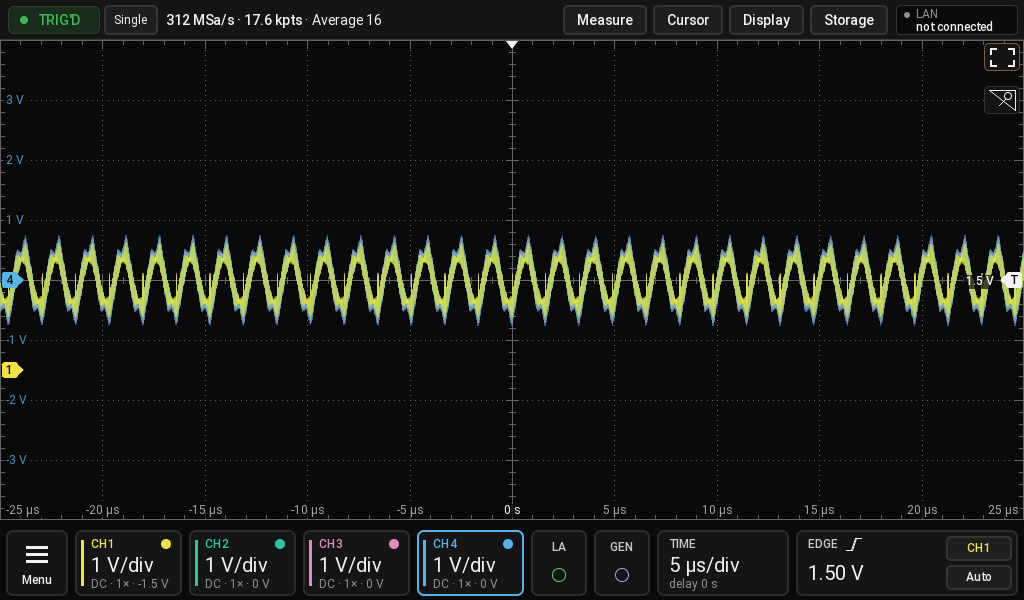 TRIG'D Single 312 MSa/s · 17.6 kpts · Average 16 Measure Cursor Display Storage LAN
not connected
3 V
2 V
1 V
4
1.5 V T
-1 V
1
-2 V
-3 V
-25 µs -20 µs -15 µs -10 µs -5 µs 0 s 5 µs 10 µs 15 µs 20 µs 25 µs
Menu
CH1
1 V/div
DC · 1× · -1.5 V
CH2
1 V/div
DC · 1× · 0 V
CH3
1 V/div
DC · 1× · 0 V
CH4
1 V/div
DC · 1× · 0 V
LA
GEN
TIME
5 µs/div
delay 0 s
EDGE
1.50 V
CH1
Auto